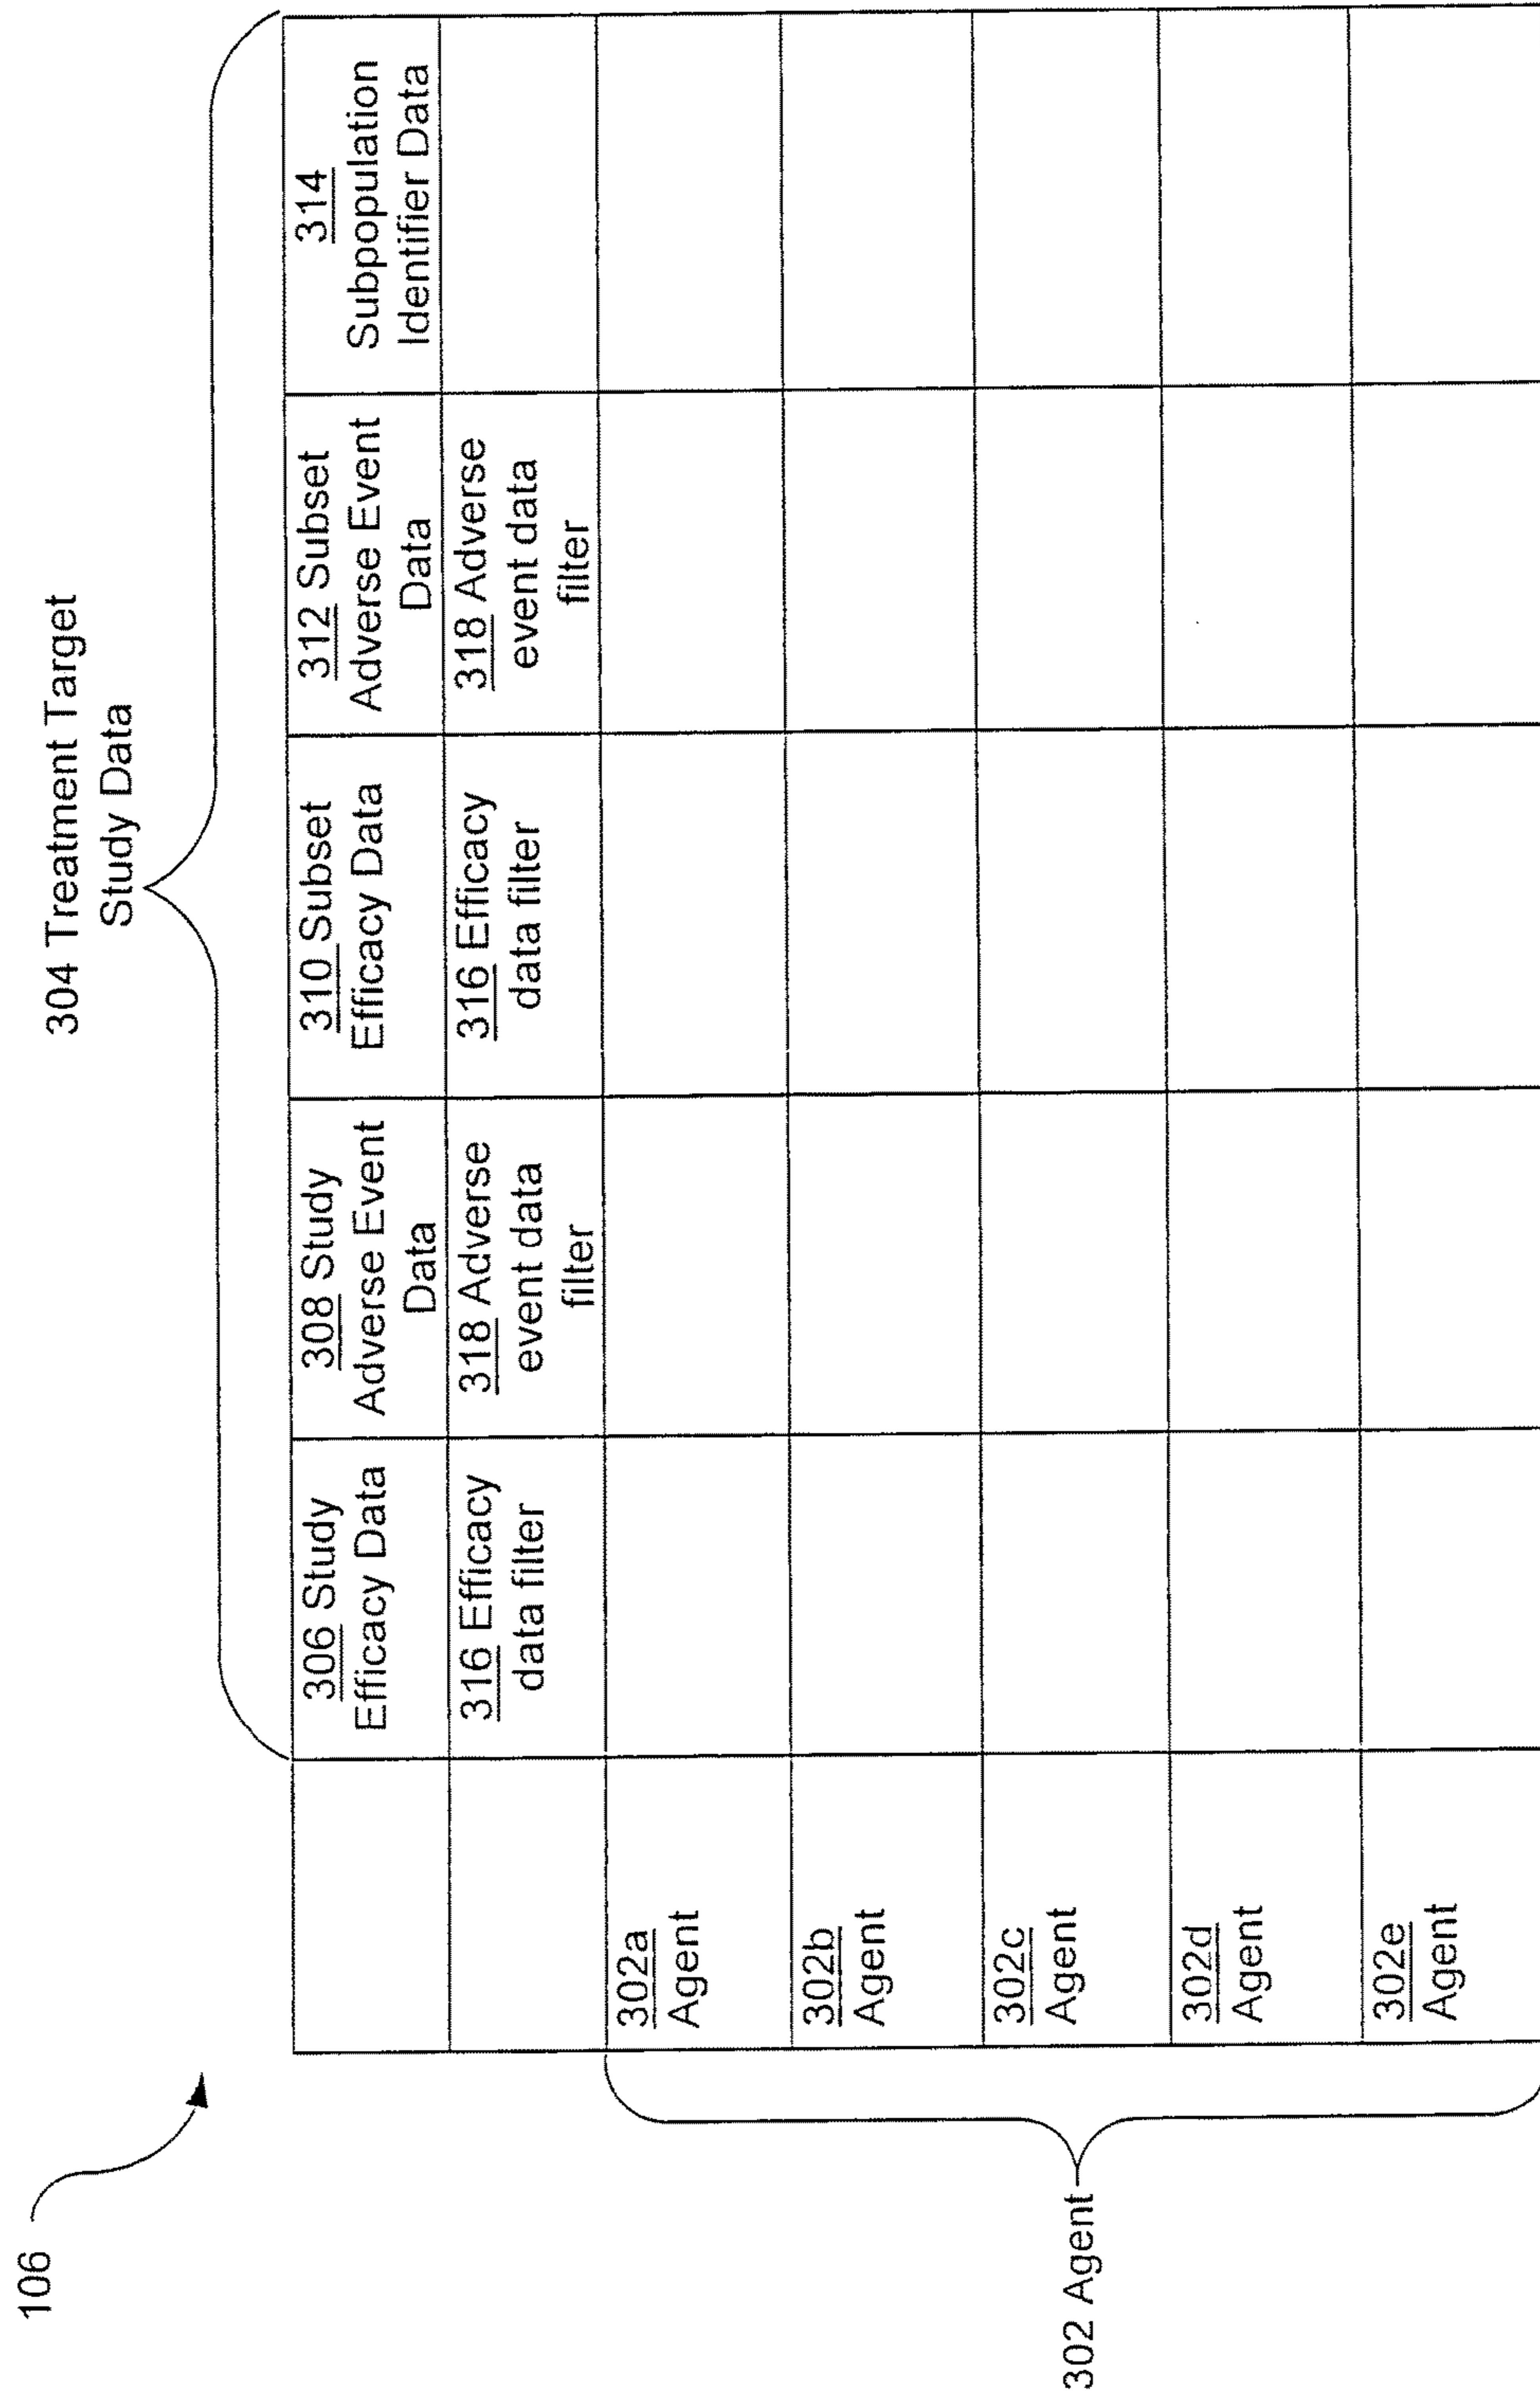 106
304 Treatment Target
Study Data
306 Study
Efficacy Data
308 Study
Adverse Event
Data
310 Subset
Efficacy Data
312 Subset
Adverse Event
Data
314
Subpopulation
Identifier Data
316 Efficacy
data filter
318 Adverse
event data
filter
316 Efficacy
data filter
318 Adverse
event data
filter
302 Agent
302a
Agent
302b
Agent
302c
Agent
302d
Agent
302e
Agent